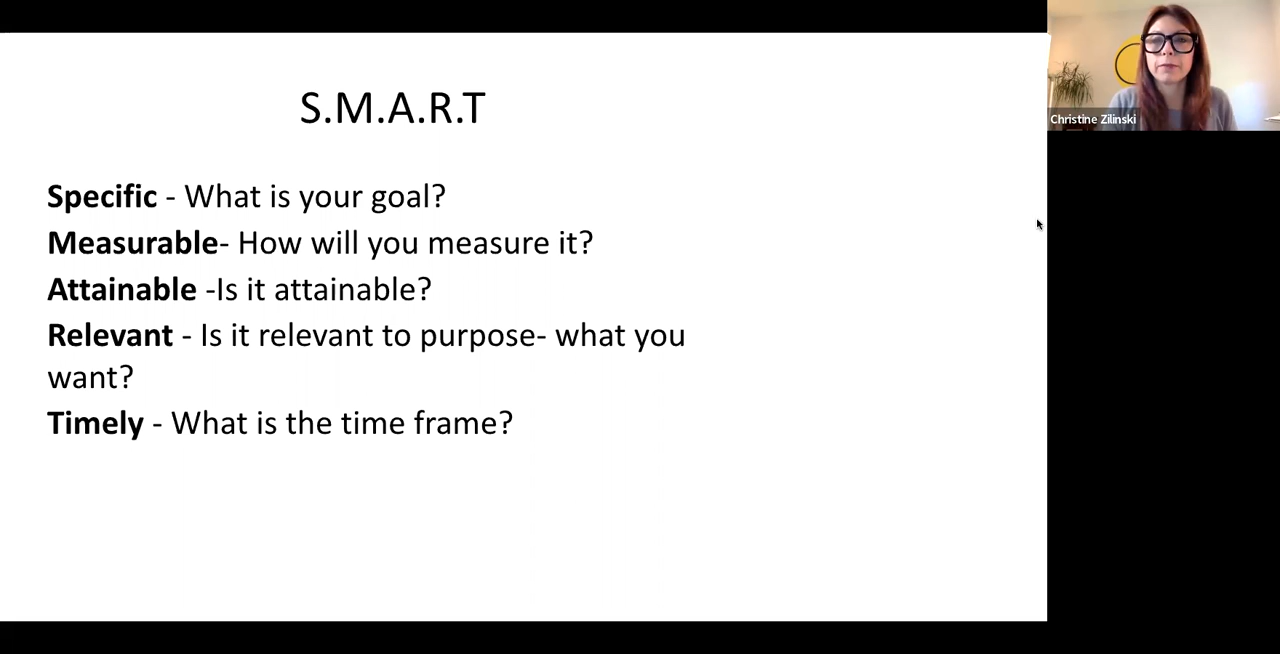 S.M.A.R.T
Specific - What is your goal?
Measurable- How will you measure it?
Attainable -Is it attainable?
Relevant - Is it relevant to purpose- what you
want?
Timely - What is the time frame?
Christine Zilinski